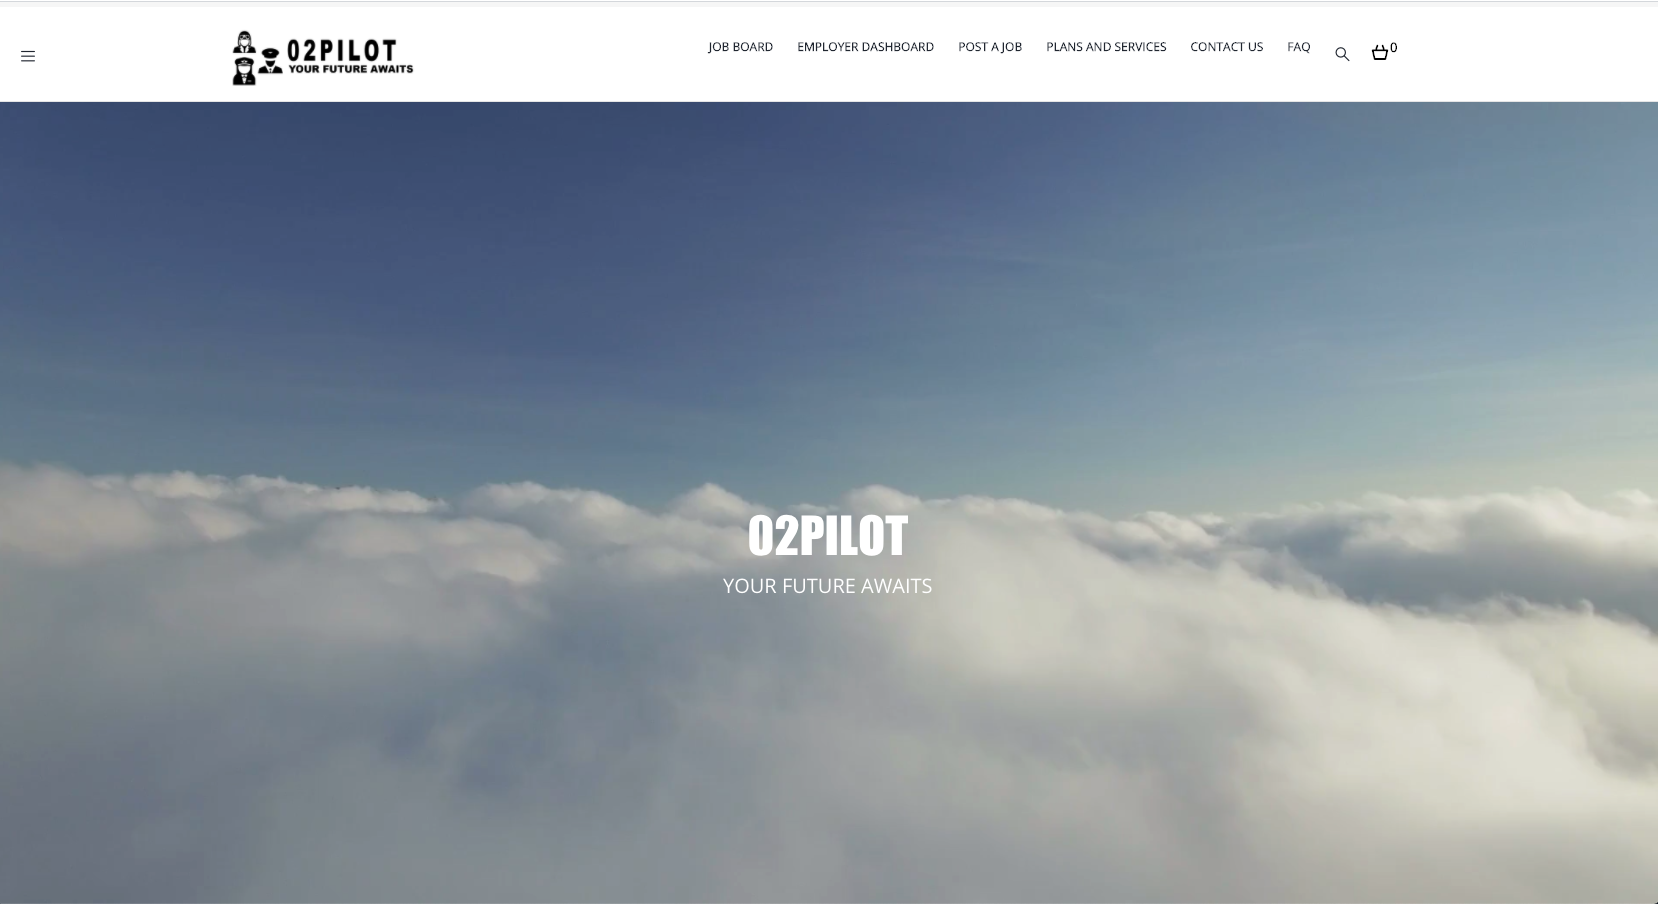 02PILOT
YOUR FUTURE AWAITS
JOB BOARD EMPLOYER DASHBOARD POST A JOB PLANS AND SERVICES CONTACT US FAQ 0
02PILOT
YOUR FUTURE AWAITS